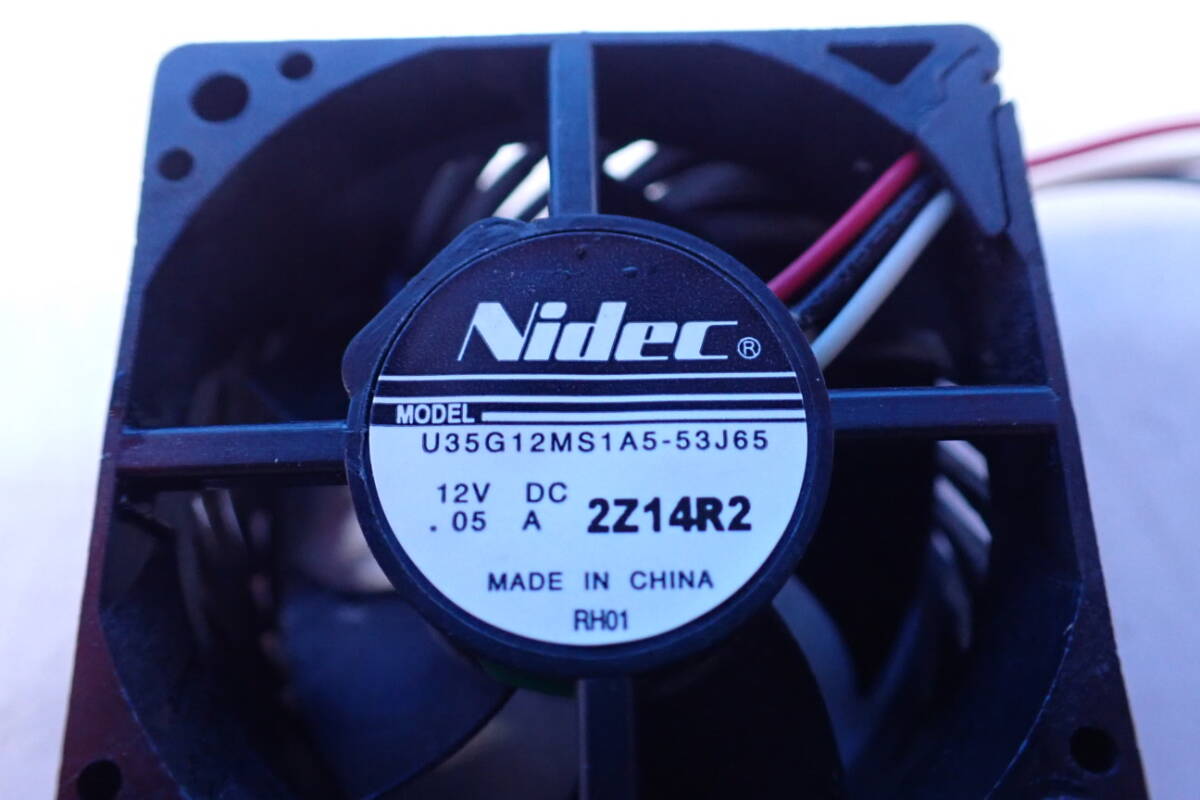 Nidec®
MODEL
U35G12MS1A5-53J65
12V DC
.05 A 2Z14R2
MADE IN CHINA
RH01